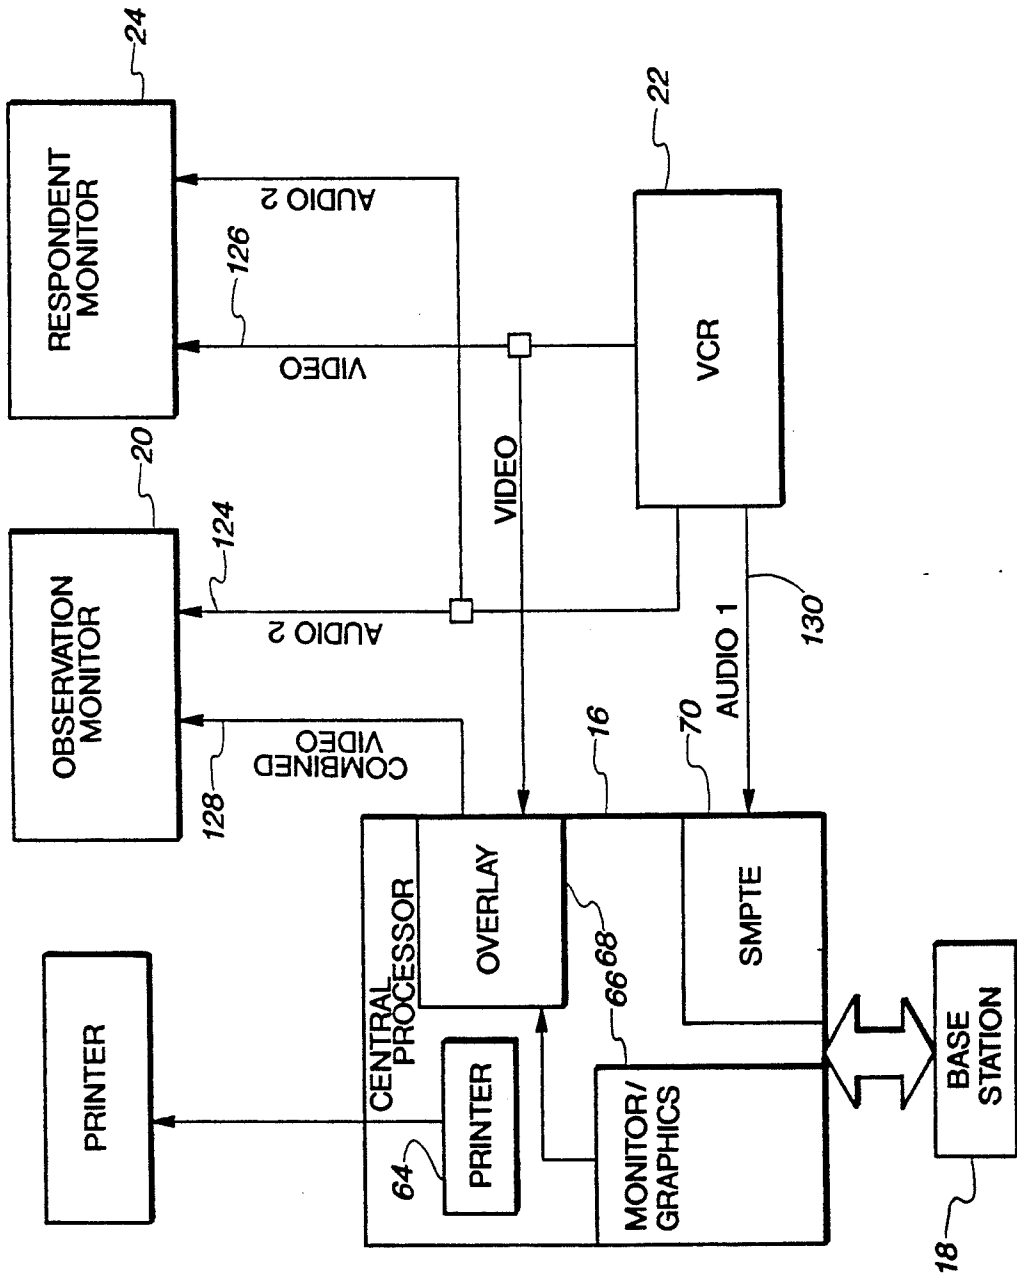 PRINTER
OBSERVATION
MONITOR
20
RESPONDENT
MONITOR
24
128
COMBINED
VIDEO
AUDIO 2
124
VIDEO
126
AUDIO 2
CENTRAL
PROCESSOR
64
PRINTER
OVERLAY
68
VIDEO
16
MONITOR/
GRAPHICS
66
SMPTE
70
AUDIO 1
130
VCR
22
18
BASE
STATION